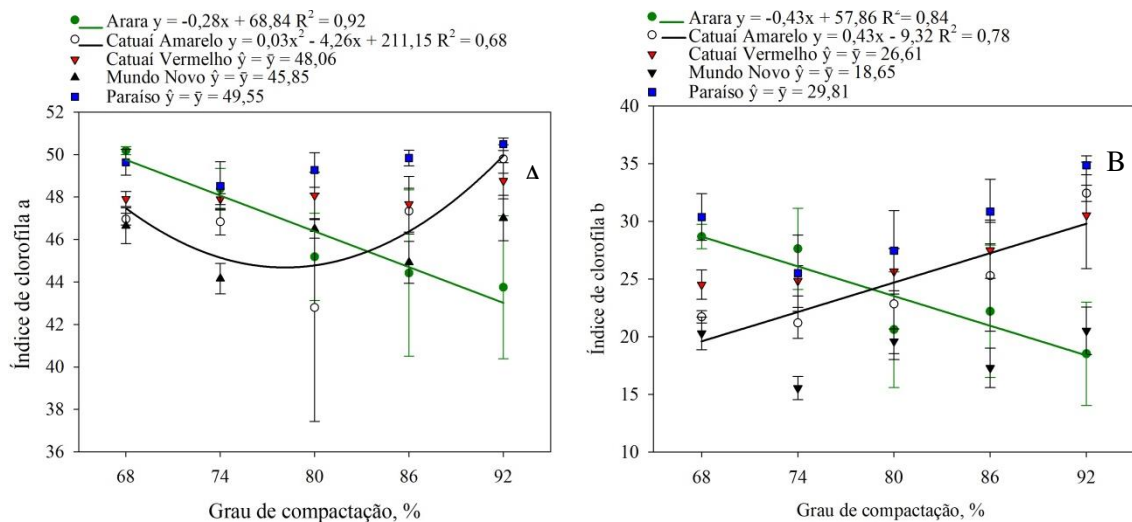 Arara y = -0,28x + 68,84 R² = 0,92
Catuaí Amarelo y = 0,03x² - 4,26x + 211,15 R² = 0,68
Catuaí Vermelho ŷ = ȳ = 48,06
Mundo Novo ŷ = ȳ = 45,85
Paraíso ŷ = ȳ = 49,55
52
50
48
46
44
42
40
38
36
Índice de clorofila a
A
68 74 80 86 92
Grau de compactação, %
Arara y = -0,43x + 57,86 R²= 0,84
Catuaí Amarelo y = 0,43x - 9,32 R² = 0,78
Catuaí Vermelho ŷ = ȳ = 26,61
Mundo Novo ŷ = ȳ = 18,65
Paraíso ŷ = ȳ = 29,81
40
35
30
25
20
15
10
Índice de clorofila b
B
68 74 80 86 92
Grau de compactação, %